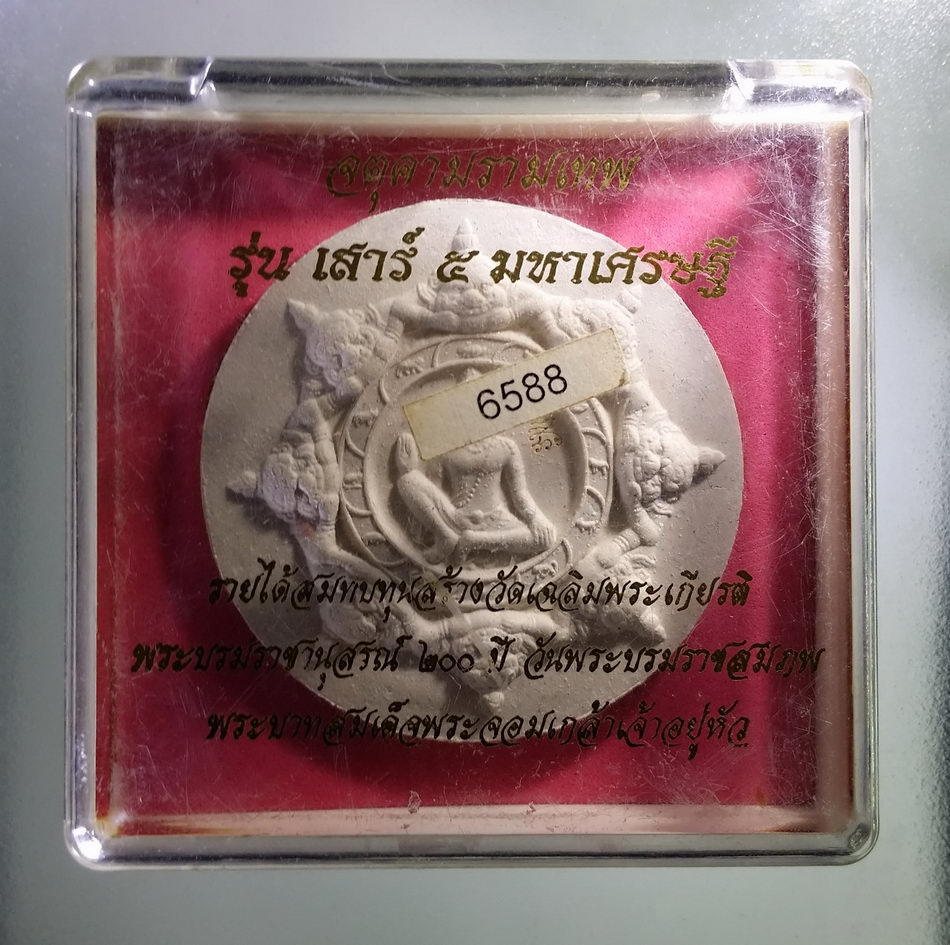 จตุคามรามเทพ
รุ่น เสาร์ ๕ มหาเศรษฐี
6588
รายได้สมทบทุนสร้างวัดเฉลิมพระเกียรติ
พระบรมราชานุสรณ์ ๒๐๐ ปี วันพระบรมราชสมภพ
พระบาทสมเด็จพระจอมเกล้าเจ้าอยู่หัว